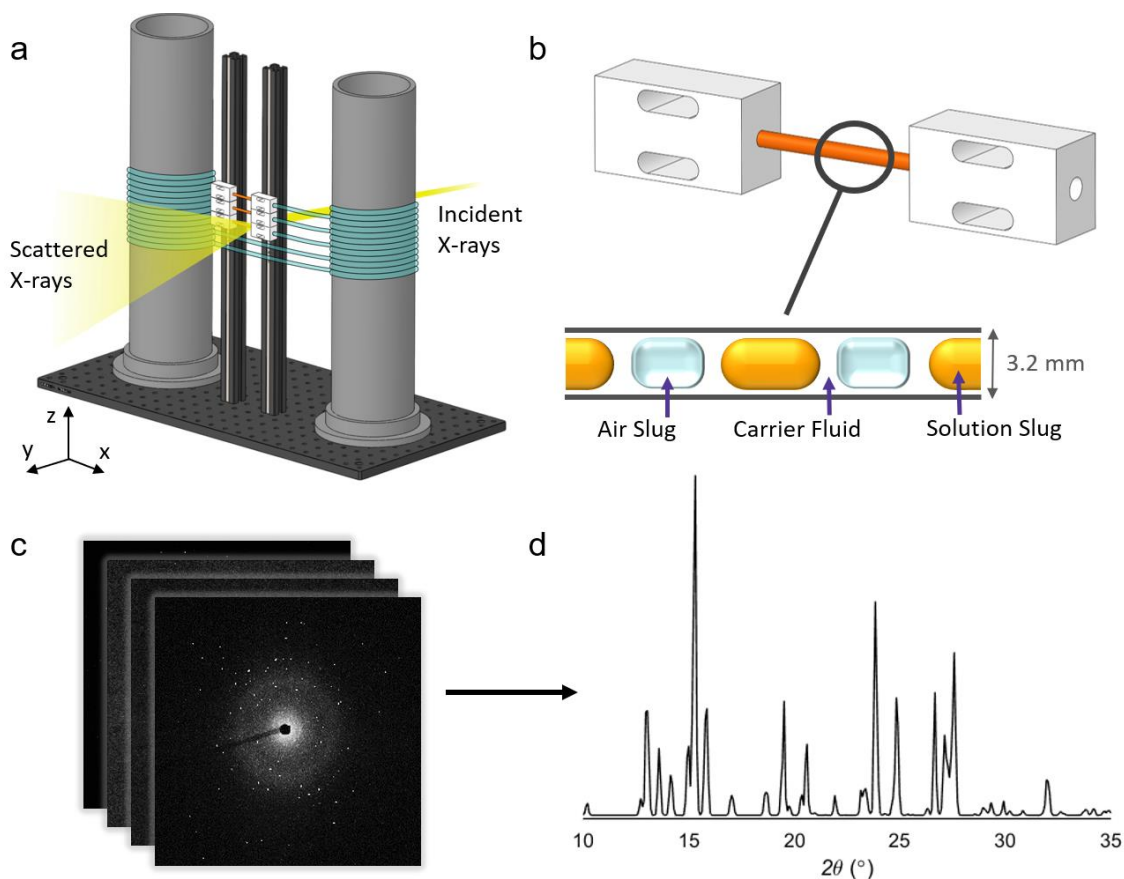 a
Incident
X-rays
Scattered
X-rays
z
y
x
b
3.2 mm
Air Slug
Carrier Fluid
Solution Slug
c
d
10
15
20
25
30
35
2θ (°)